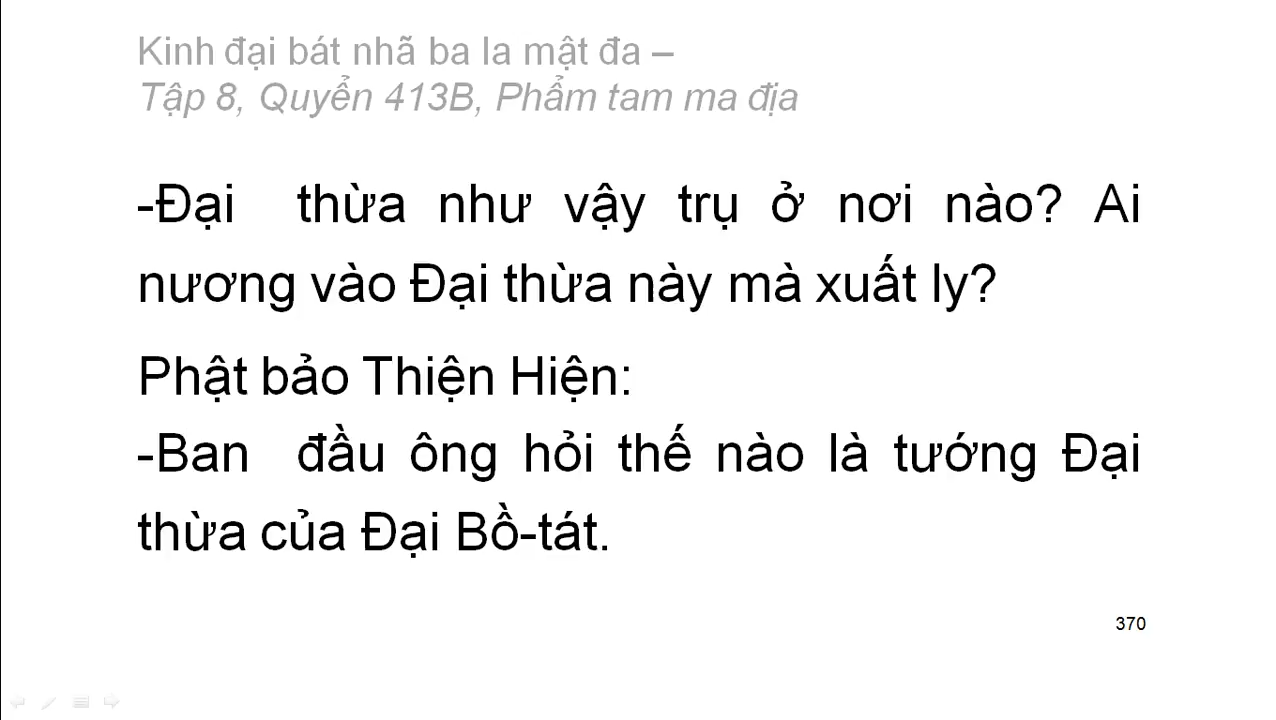 Kinh đại bát nhã ba la mật đa –
Tập 8, Quyển 413B, Phẩm tam ma địa
-Đại thừa như vậy trụ ở nơi nào? Ai
nương vào Đại thừa này mà xuất ly?
Phật bảo Thiện Hiện:
-Ban đầu ông hỏi thế nào là tướng Đại
thừa của Đại Bồ-tát.
370